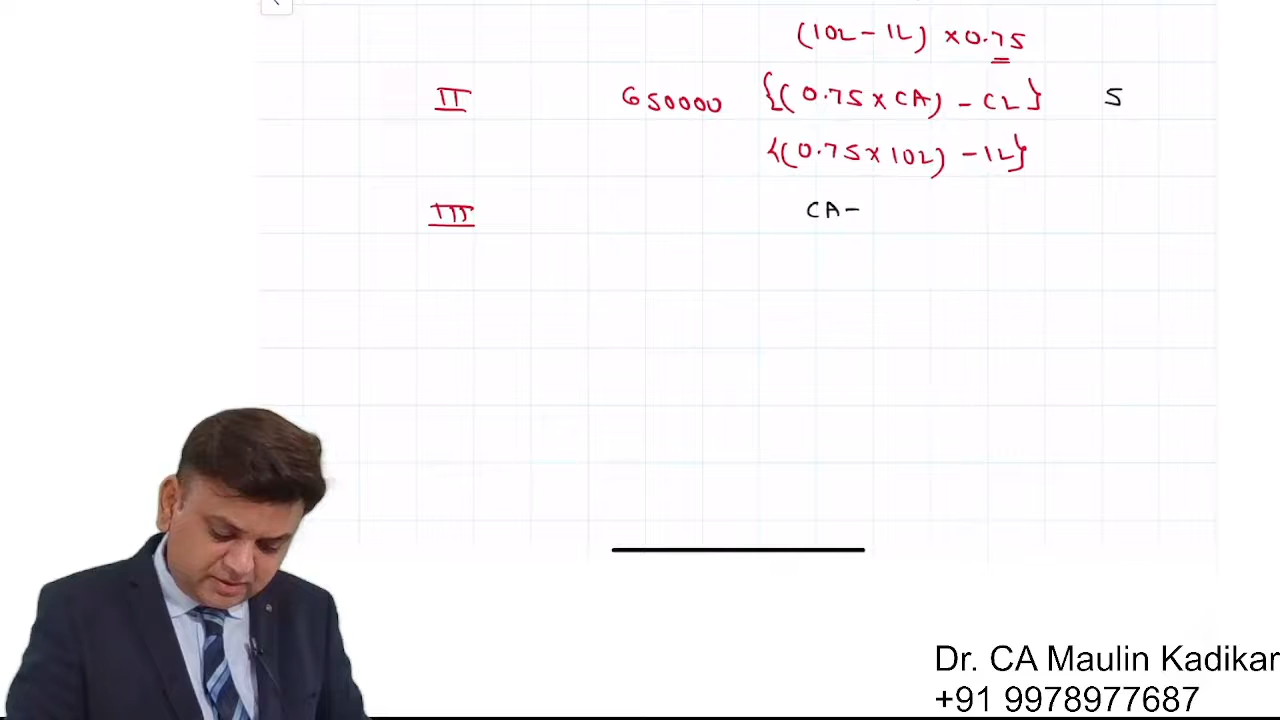 (10L - 1L) × 0.75
II 650000 {(0.75 × CA) - CL} 5
{(0.75 × 10L) - 1L}
III CA -
Dr. CA Maulin Kadikar
+91 9978977687